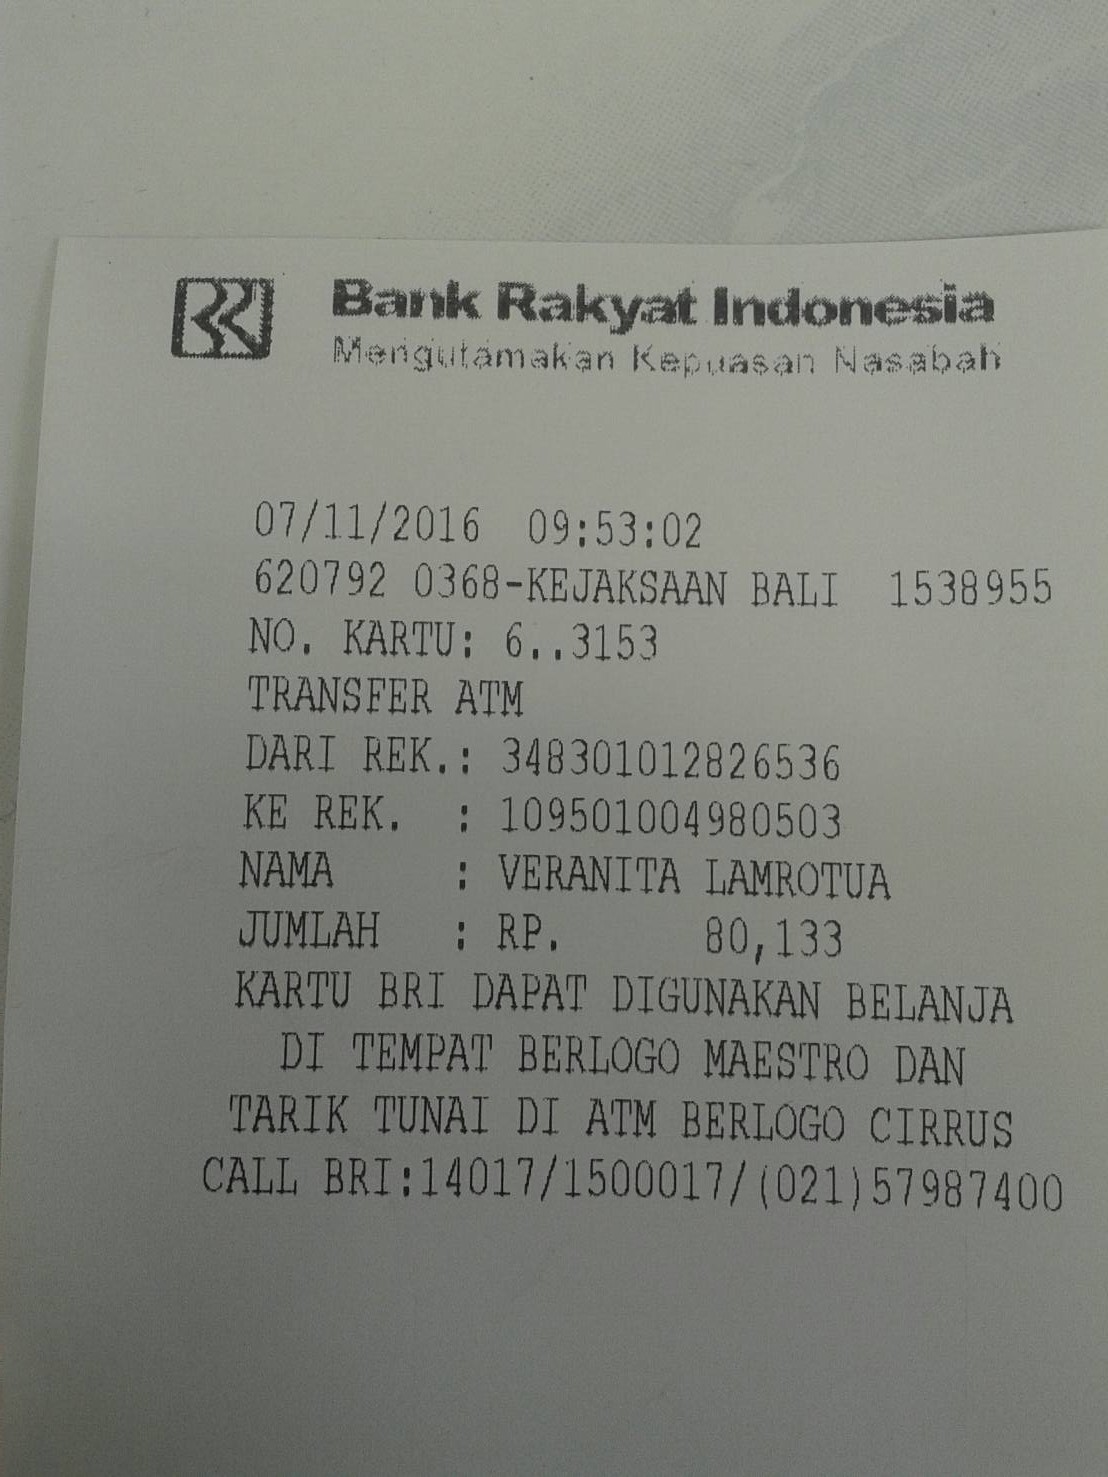 Bank Rakyat Indonesia
Mengutamakan Kepuasan Nasabah
07/11/2016 09:53:02
620792 0368-KEJAKSAAN BALI 1538955
NO. KARTU: 6..3153
TRANSFER ATM
DARI REK.: 348301012826536
KE REK. : 109501004980503
NAMA : VERANITA LAMROTUA
JUMLAH : RP. 80,133
KARTU BRI DAPAT DIGUNAKAN BELANJA
DI TEMPAT BERLOGO MAESTRO DAN
TARIK TUNAI DI ATM BERLOGO CIRRUS
CALL BRI:14017/1500017/(021)57987400